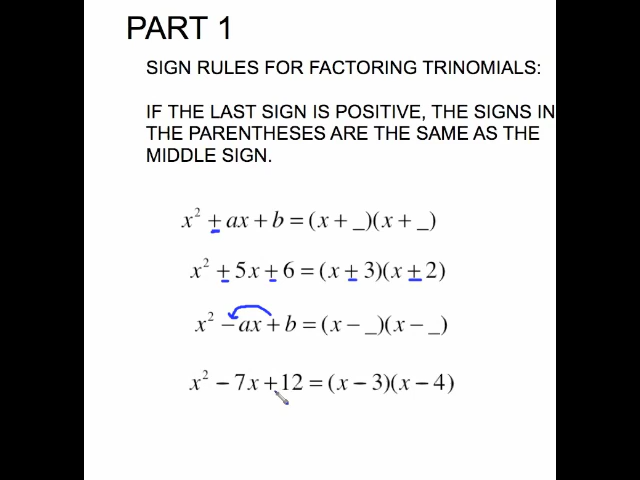 PART 1
SIGN RULES FOR FACTORING TRINOMIALS:
IF THE LAST SIGN IS POSITIVE, THE SIGNS IN
THE PARENTHESES ARE THE SAME AS THE
MIDDLE SIGN.
x² + ax + b = (x + _)(x + _)
x² + 5x + 6 = (x + 3)(x + 2)
x² − ax + b = (x − _)(x − _)
x² − 7x + 12 = (x − 3)(x − 4)